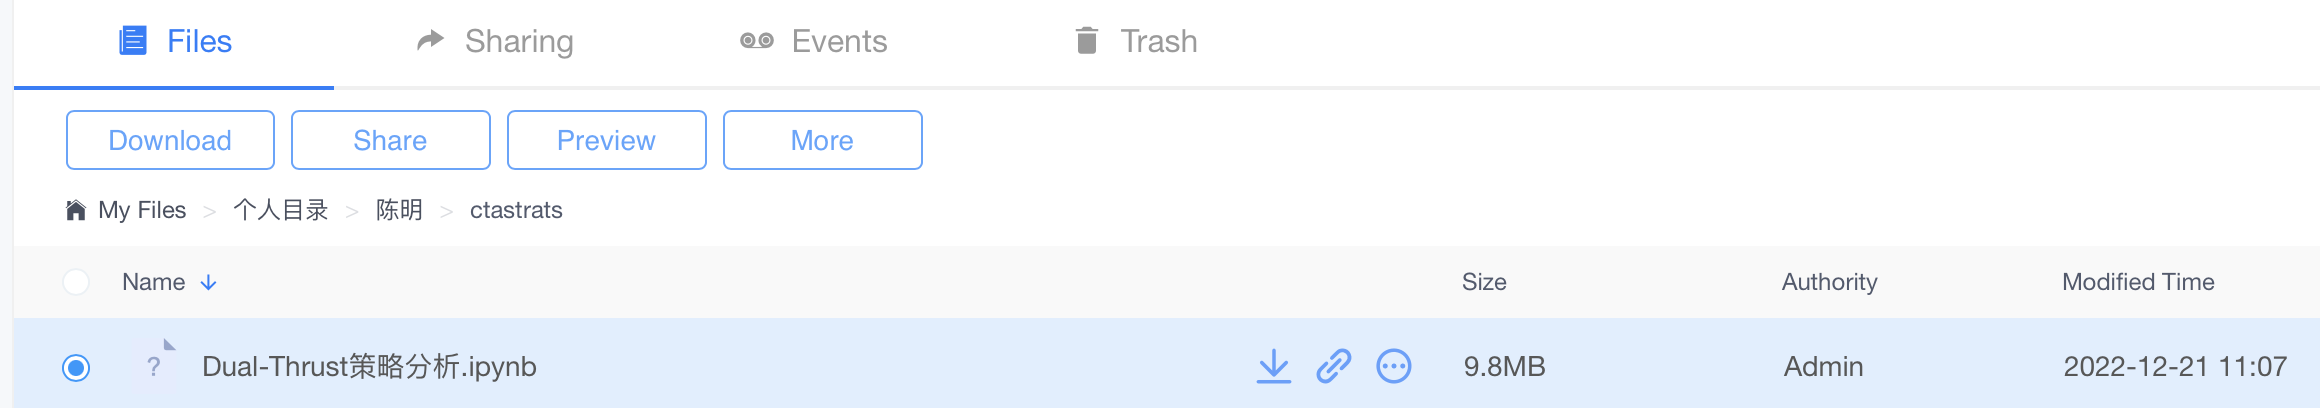 Files Sharing Events Trash
Download Share Preview More
My Files > 个人目录 > 陈明 > ctastrats
Name Size Authority Modified Time
? Dual-Thrust策略分析.ipynb 9.8MB Admin 2022-12-21 11:07